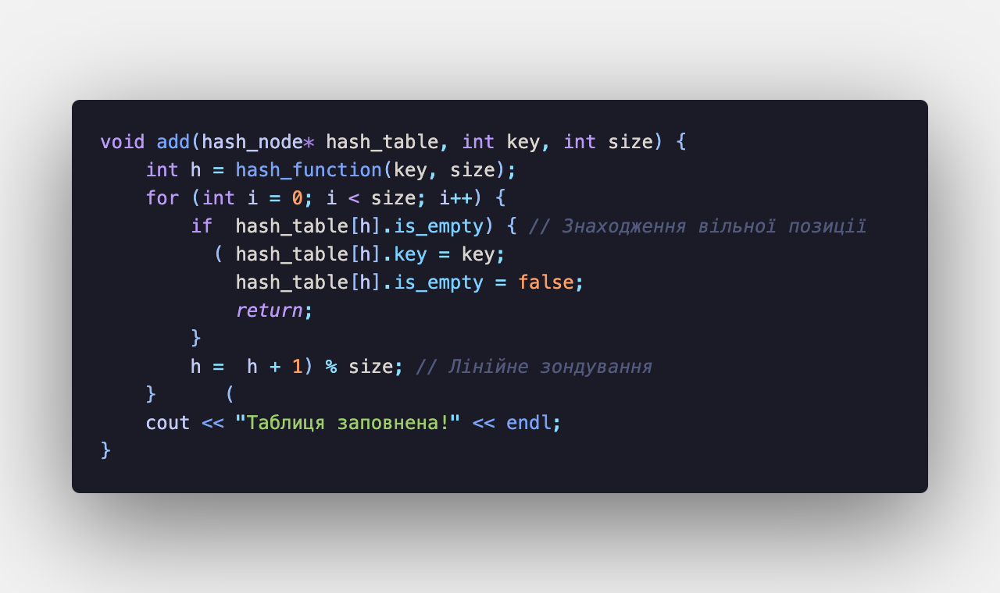 void add(hash_node* hash_table, int key, int size) {
    int h = hash_function(key, size);
    for (int i = 0; i < size; i++) {
        if  hash_table[h].is_empty) { // Знаходження вільної позиції
          ( hash_table[h].key = key;
            hash_table[h].is_empty = false;
            return;
        }
        h =  h + 1) % size; // Лінійне зондування
    }      (
    cout << "Таблиця заповнена!" << endl;
}